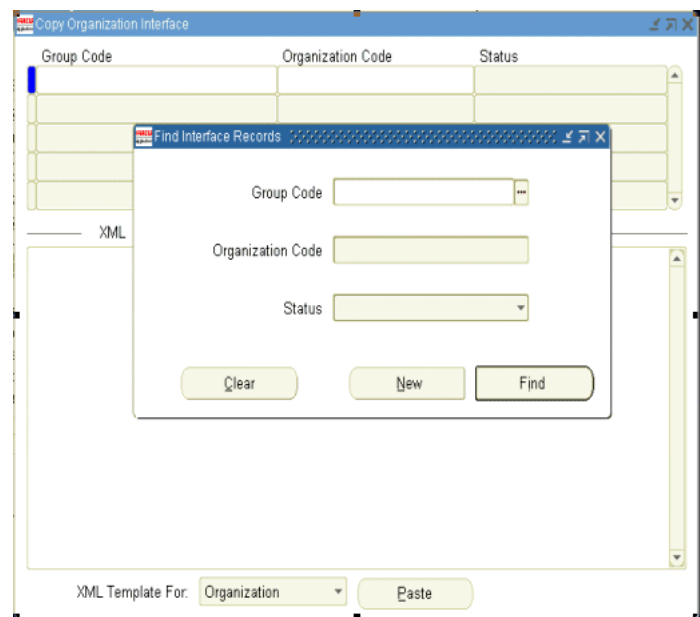 Copy Organization Interface
Group Code Organization Code Status
Find Interface Records
Group Code
XML
Organization Code
Status
Clear New Find
XML Template For: Organization Paste